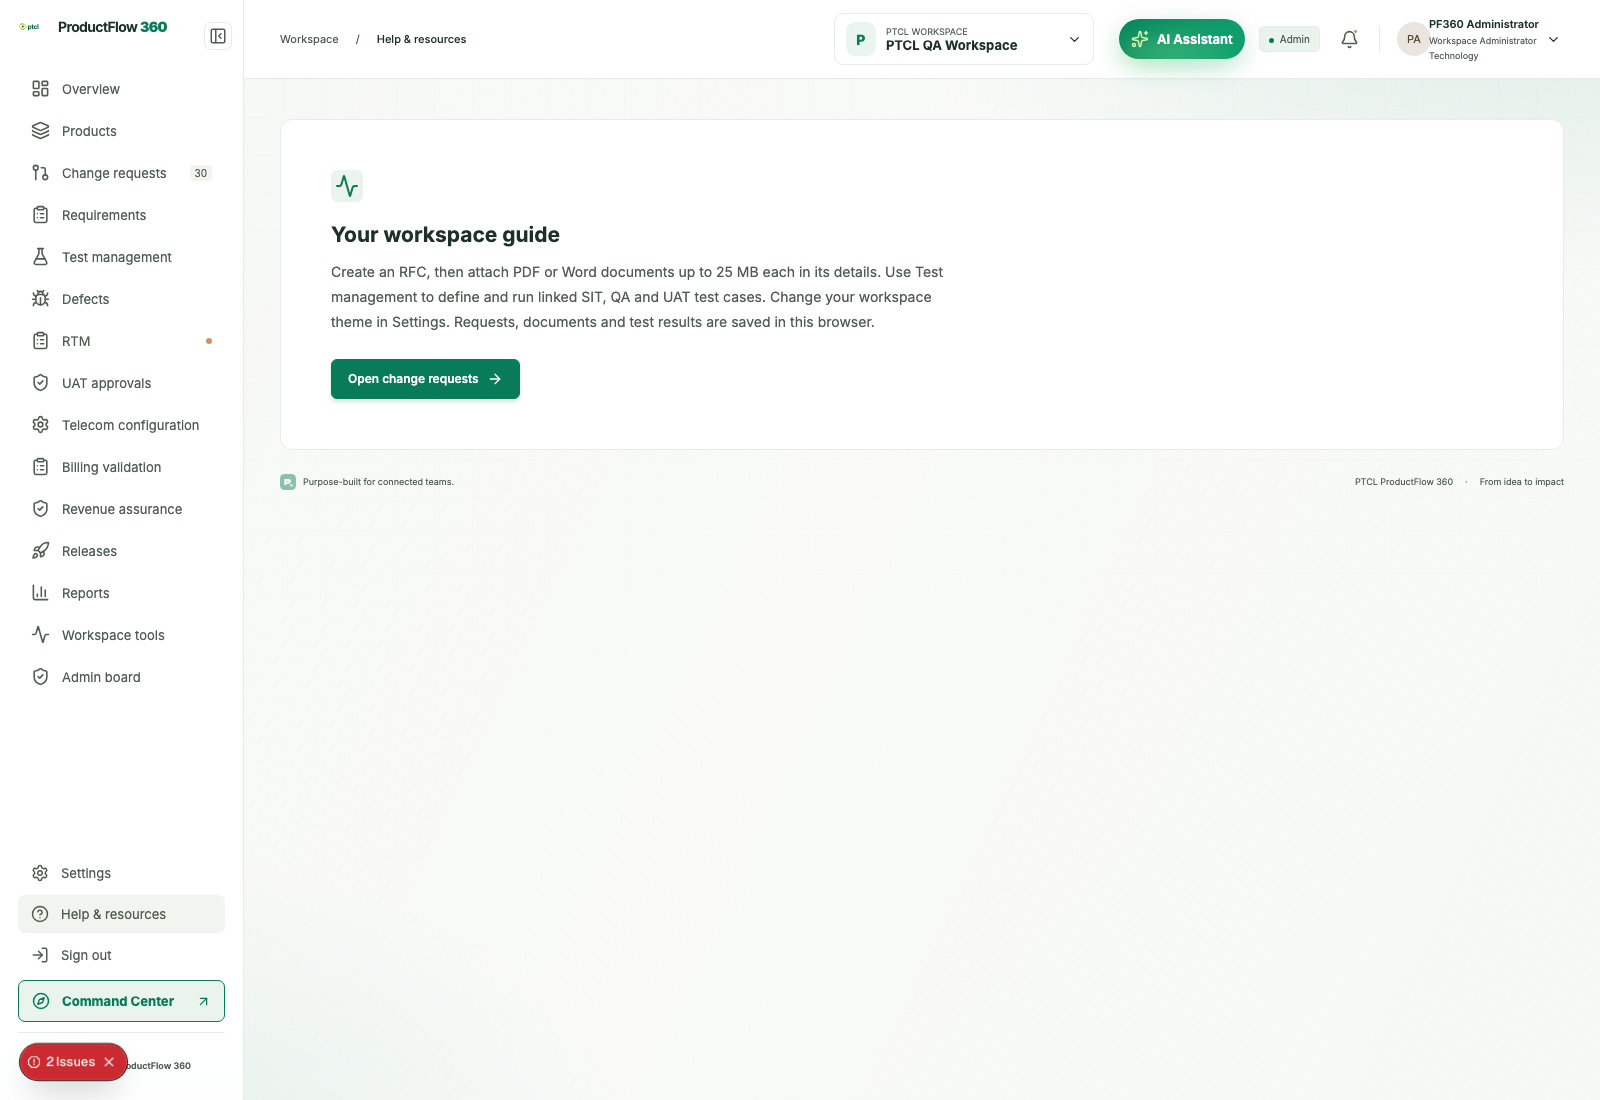 ptcl
ProductFlow 360
Overview
Products
Change requests 30
Requirements
Test management
Defects
RTM
UAT approvals
Telecom configuration
Billing validation
Revenue assurance
Releases
Reports
Workspace tools
Admin board
Settings
Help & resources
Sign out
Command Center
2 Issues
oductFlow 360
Workspace / Help & resources
P
PTCL WORKSPACE
PTCL QA Workspace
AI Assistant
Admin
PA
PF360 Administrator
Workspace Administrator
Technology
Your workspace guide
Create an RFC, then attach PDF or Word documents up to 25 MB each in its details. Use Test
management to define and run linked SIT, QA and UAT test cases. Change your workspace
theme in Settings. Requests, documents and test results are saved in this browser.
Open change requests
P. Purpose-built for connected teams.
PTCL ProductFlow 360 · From idea to impact